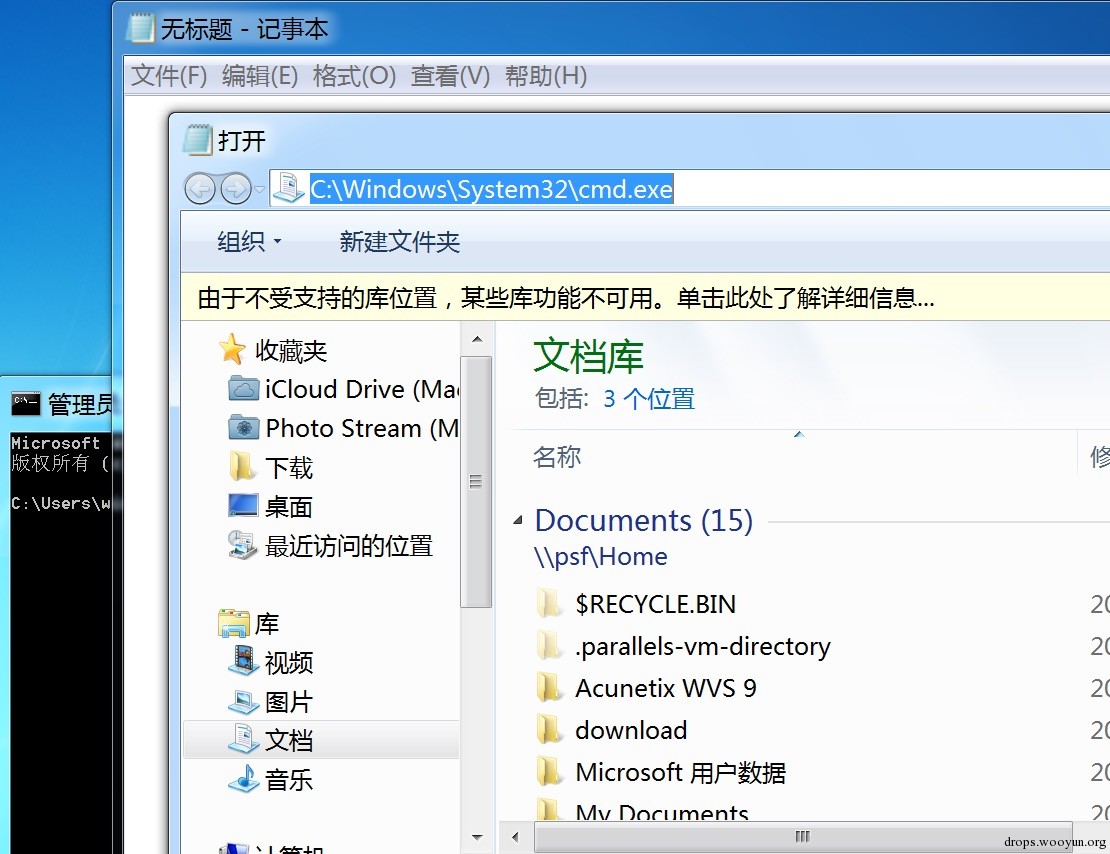 无标题 - 记事本
文件(F) 编辑(E) 格式(O) 查看(V) 帮助(H)
打开
C:\Windows\System32\cmd.exe
组织 新建文件夹
由于不受支持的库位置，某些库功能不可用。单击此处了解详细信息...
收藏夹
iCloud Drive (Mac
Photo Stream (M
下载
桌面
最近访问的位置
库
视频
图片
文档
音乐
计算机
文档库
包括: 3 个位置
名称 修
Documents (15)
\\psf\Home
$RECYCLE.BIN 20
.parallels-vm-directory 20
Acunetix WVS 9 20
download 20
Microsoft 用户数据 20
My Documents 20
管理员
Microsoft
版权所有 (
C:\Users\w
drops.wooyun.org